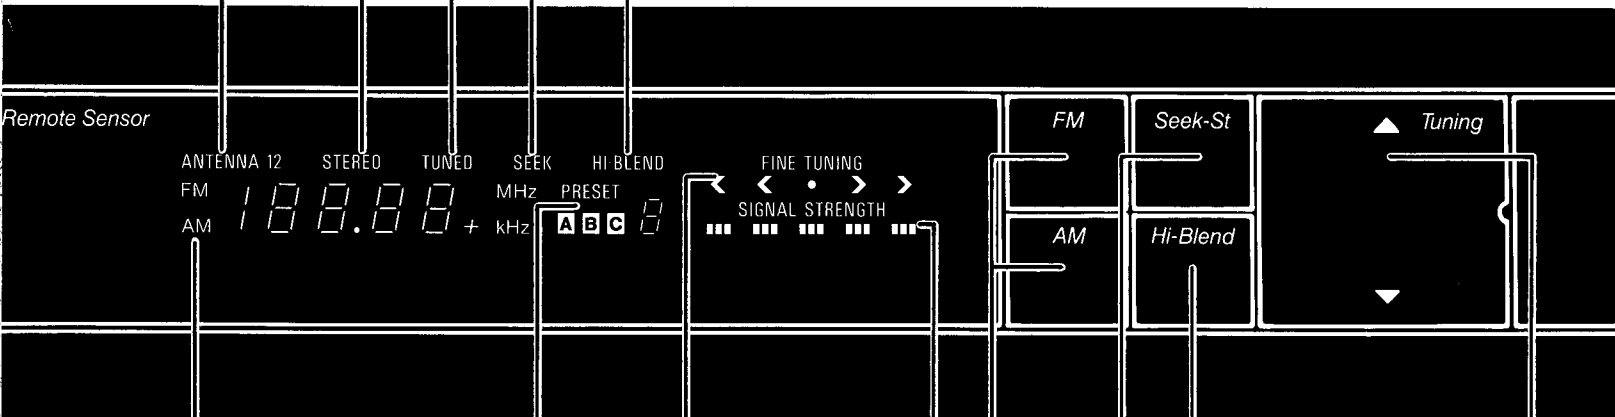 Remote Sensor
ANTENNA 12 STEREO TUNED SEEK HI-BLEND
FM 188.88+ MHz PRESET
AM kHz A B C 8
FINE TUNING
SIGNAL STRENGTH
FM
Seek-St
Tuning
AM
Hi-Blend